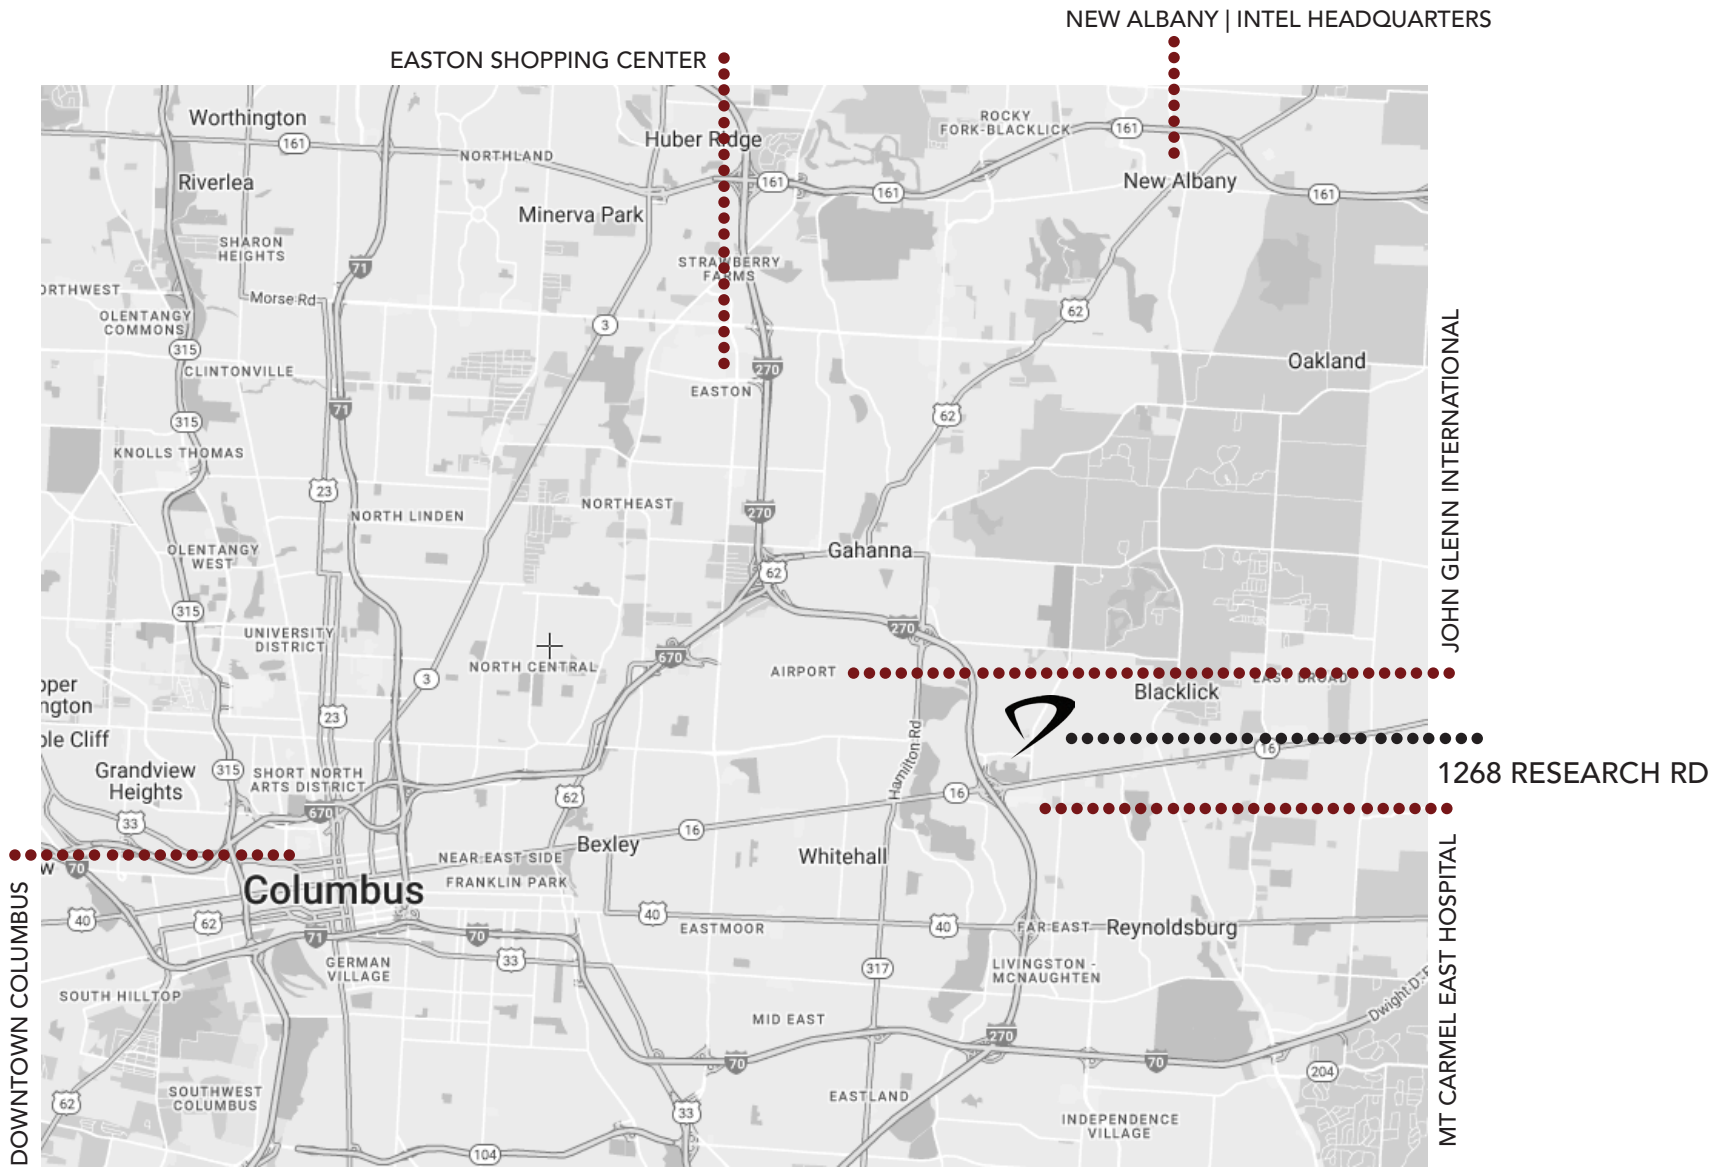 NEW ALBANY | INTEL HEADQUARTERS
EASTON SHOPPING CENTER
Worthington
161
NORTHLAND
Huber Ridge
ROCKY
FORK-BLACKLICK
161
Riverlea
161
161
New Albany
161
Minerva Park
SHARON
HEIGHTS
STRAWBERRY
FARMS
71
ORTHWEST
Morse Rd
OLENTANGY
COMMONS
3
62
315
CLINTONVILLE
270
EASTON
Oakland
71
315
62
KNOLLS THOMAS
23
NORTH LINDEN
NORTHEAST
270
OLENTANGY
WEST
Gahanna
62
JOHN GLENN INTERNATIONAL
315
UNIVERSITY
DISTRICT
270
670
NORTH CENTRAL
AIRPORT
3
EAST BROAD
Blacklick
pper
ngton
23
ble Cliff
Hamilton Rd
16
1268 RESEARCH RD
Grandview
Heights
315
SHORT NORTH
ARTS DISTRICT
62
16
670
33
16
Bexley
NEAR EAST SIDE
Whitehall
w
70
FRANKLIN PARK
Columbus
DOWNTOWN COLUMBUS
MT CARMEL EAST HOSPITAL
40
62
40
40
EASTMOOR
FAR EAST
Reynoldsburg
71
70
33
GERMAN
VILLAGE
317
LIVINGSTON -
MCNAUGHTEN
SOUTH HILLTOP
MID EAST
270
70
70
204
62
SOUTHWEST
COLUMBUS
33
EASTLAND
INDEPENDENCE
VILLAGE
104